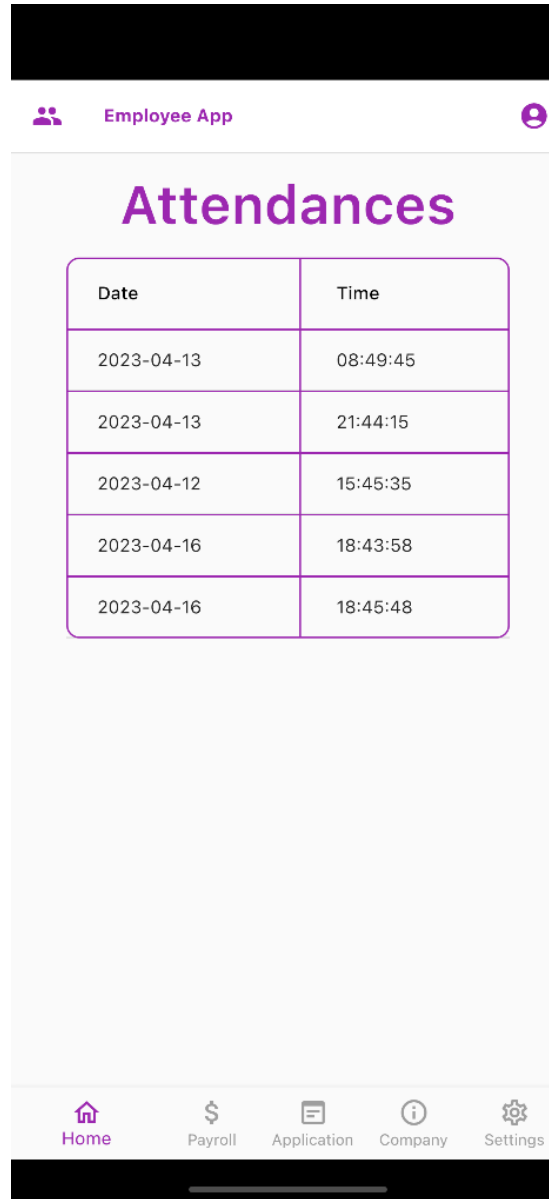 Employee App
Attendances
Date Time
2023-04-13 08:49:45
2023-04-13 21:44:15
2023-04-12 15:45:35
2023-04-16 18:43:58
2023-04-16 18:45:48
Home Payroll Application Company Settings